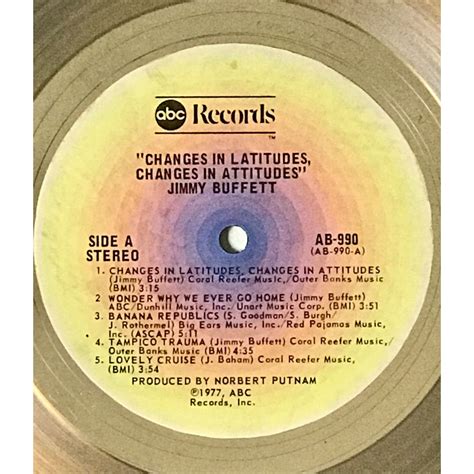 abc Records
™
"CHANGES IN LATITUDES,
CHANGES IN ATTITUDES"
JIMMY BUFFETT
SIDE A
STEREO
AB-990
(AB-990-A)
1. CHANGES IN LATITUDES, CHANGES IN ATTITUDES
(Jimmy Buffett) Coral Reefer Music,/Outer Banks Music
(BMI) 3:15
2. WONDER WHY WE EVER GO HOME (Jimmy Buffett)
ABC/Dunhill Music, Inc./ Unart Music Corp. (BMI) 3:51
3. BANANA REPUBLICS (S. Goodman/S. Burgh/
J. Rothermel) Big Ears Music, Inc./Red Pajamas Music,
Inc. (ASCAP) 5:11
4. TAMPICO TRAUMA (Jimmy Buffett) Coral Reefer Music,/
Outer Banks Music (BMI) 4:35
5. LOVELY CRUISE (J. Baham) Coral Reefer Music,
(BMI) 3:54
PRODUCED BY NORBERT PUTNAM
Ⓟ1977, ABC
Records, Inc.